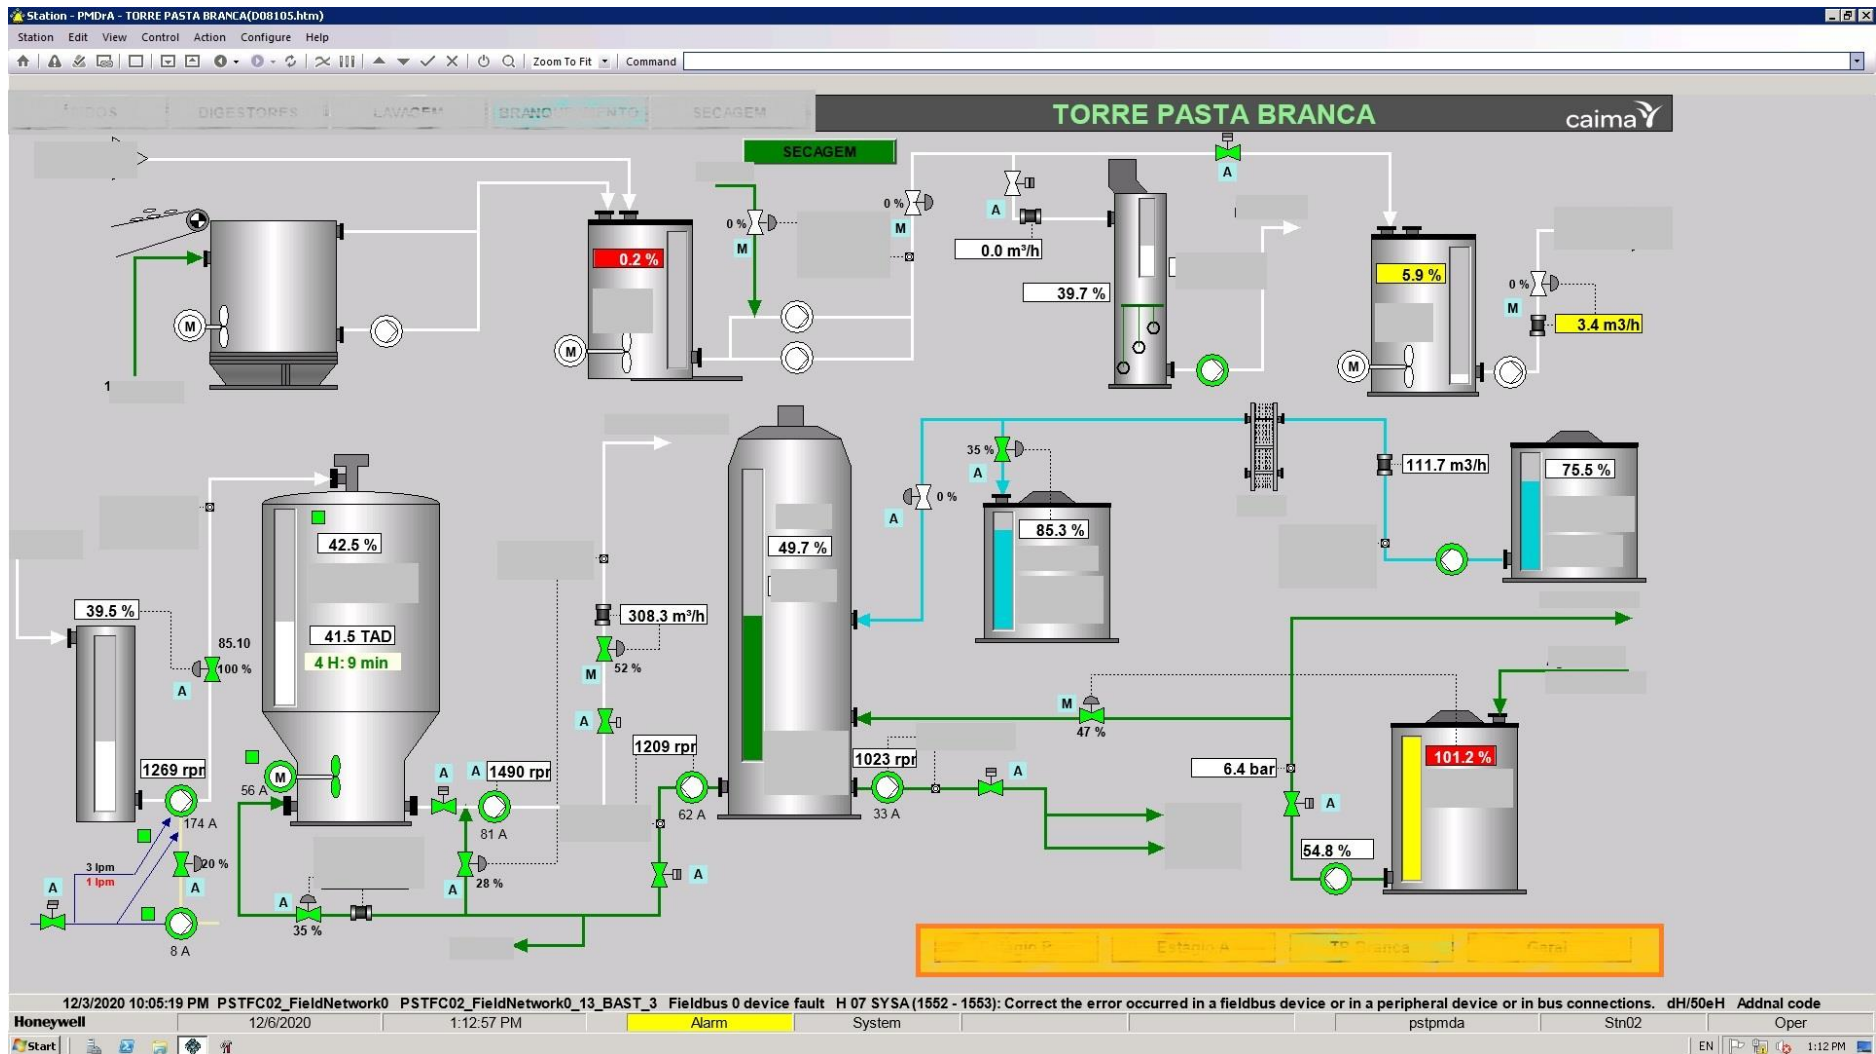 Station - PMDrA - TORRE PASTA BRANCA(D08105.htm)
Station Edit View Control Action Configure Help
Zoom To Fit Command
DIGESTORES LAVAGEM SECAGEM
TORRE PASTA BRANCA
caima
SECAGEM
A
0 %
M
0.2 %
0 %
M
A
0.0 m³/h
39.7 %
5.9 %
0 %
M
3.4 m3/h
M
M
M
1
35 %
A
0 %
A
111.7 m3/h
75.5 %
85.3 %
42.5 %
49.7 %
39.5 %
41.5 TAD
4 H: 9 min
85.10
100 %
A
308.3 m³/h
52 %
M
A
M
47 %
1209 rpr
1023 rpr
A
6.4 bar
101.2 %
1269 rpr
M
56 A
A
A
1490 rpr
174 A
81 A
62 A
33 A
A
54.8 %
3 lpm
1 lpm
20 %
A
A
A
28 %
A
35 %
A
8 A
Estagio A TP Branca Geral
12/3/2020 10:05:19 PM PSTFC02_FieldNetwork0 PSTFC02_FieldNetwork0_13_BAST_3 Fieldbus 0 device fault H 07 SYSA (1552 - 1553): Correct the error occurred in a fieldbus device or in a peripheral device or in bus connections. dH/50eH Addnal code
Honeywell 12/6/2020 1:12:57 PM Alarm System pstpmda Stn02 Oper
Start EN 1:12 PM